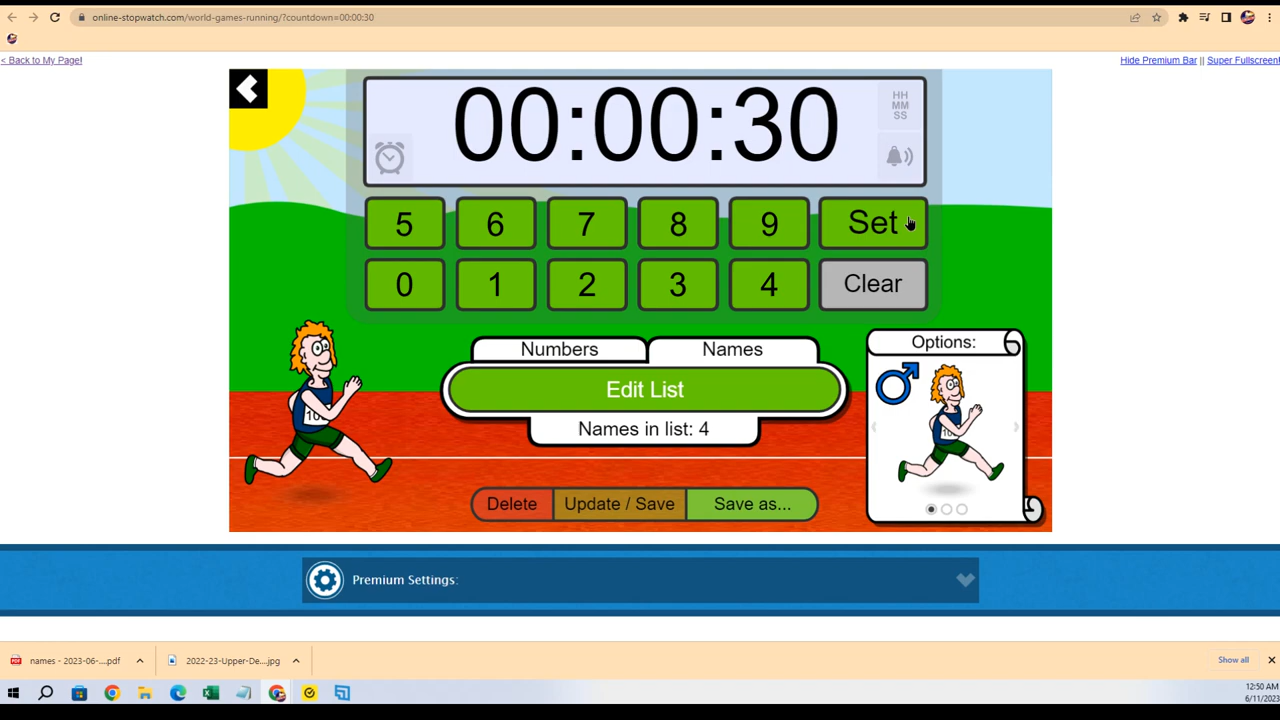 online-stopwatch.com/world-games-running/?countdown=00:00:30
< Back to My Page!
Hide Premium Bar || Super Fullscreen!
00:00:30
HH
MM
SS
5 6 7 8 9 Set
0 1 2 3 4 Clear
Numbers Names
Edit List
Names in list: 4
Options:
Delete Update / Save Save as...
Premium Settings:
names - 2023-06-....pdf
2022-23-Upper-De....jpg
Show all
12:50 AM
6/11/2023